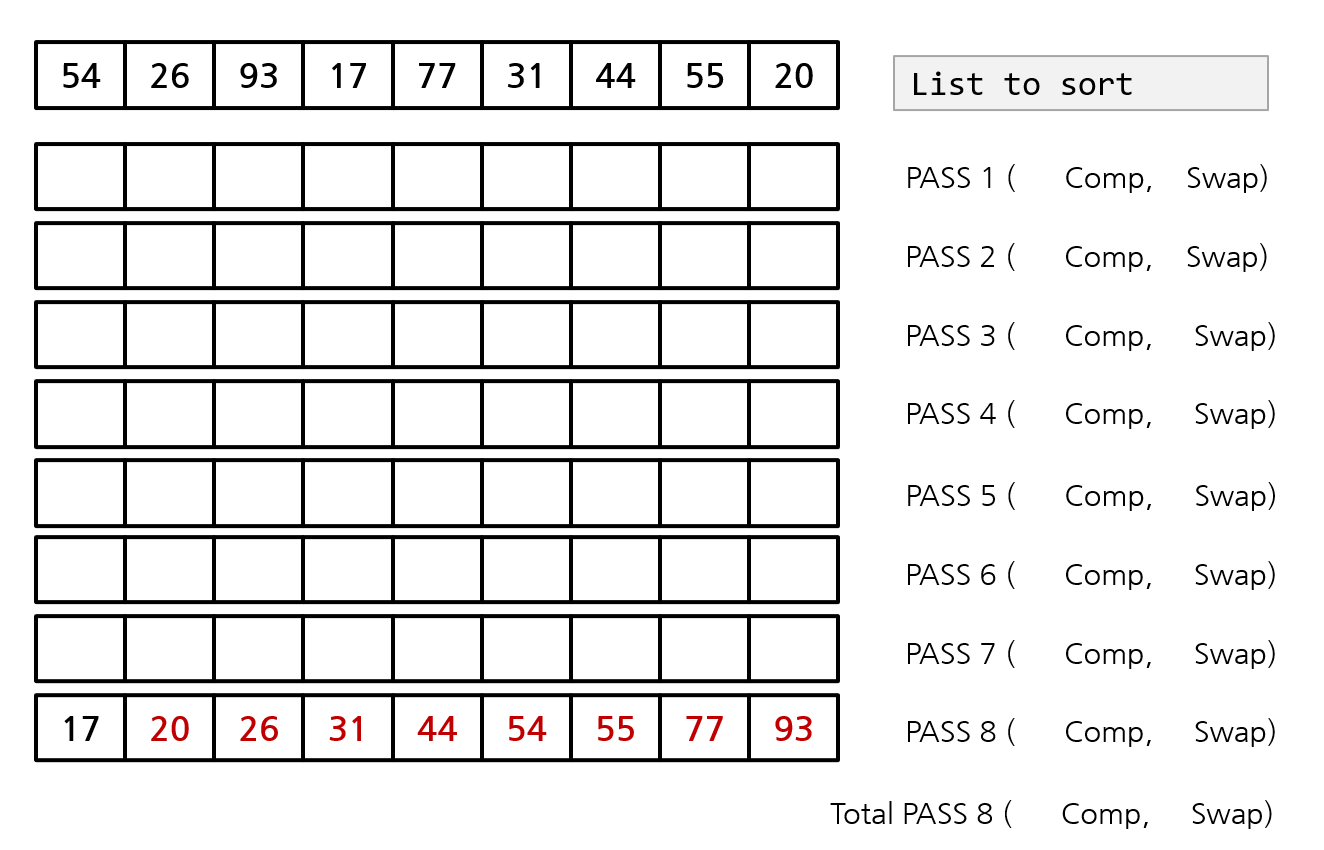 54 26 93 17 77 31 44 55 20
List to sort
PASS 1 ( Comp, Swap)
PASS 2 ( Comp, Swap)
PASS 3 ( Comp, Swap)
PASS 4 ( Comp, Swap)
PASS 5 ( Comp, Swap)
PASS 6 ( Comp, Swap)
PASS 7 ( Comp, Swap)
17 20 26 31 44 54 55 77 93
PASS 8 ( Comp, Swap)
Total PASS 8 ( Comp, Swap)